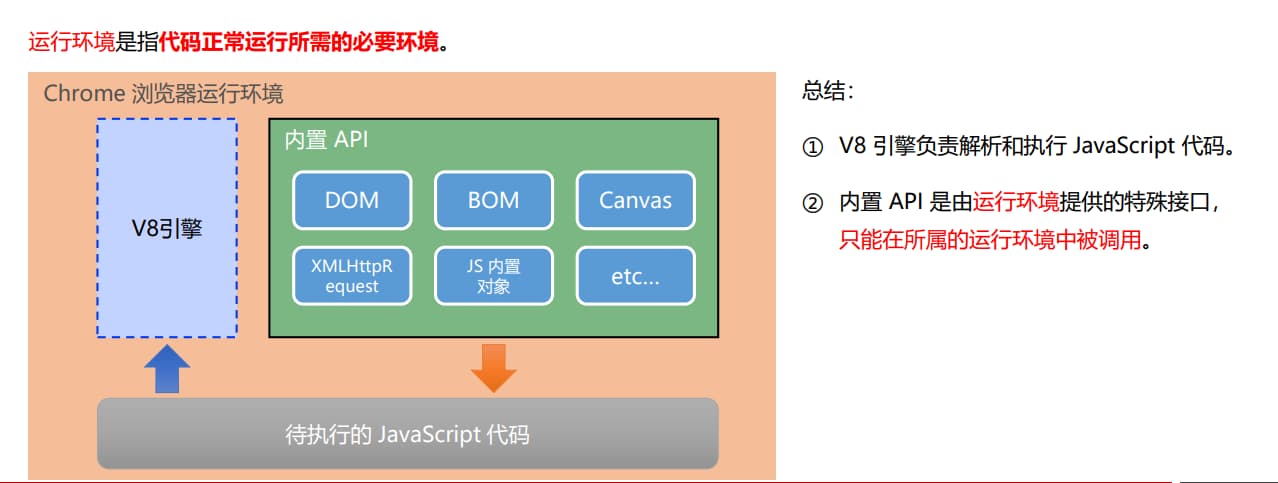 运行环境是指代码正常运行所需的必要环境。
Chrome 浏览器运行环境
V8引擎
内置 API
DOM
BOM
Canvas
XMLHttpR
equest
JS 内置
对象
etc...
待执行的 JavaScript 代码
总结：
① V8 引擎负责解析和执行 JavaScript 代码。
② 内置 API 是由运行环境提供的特殊接口，
只能在所属的运行环境中被调用。